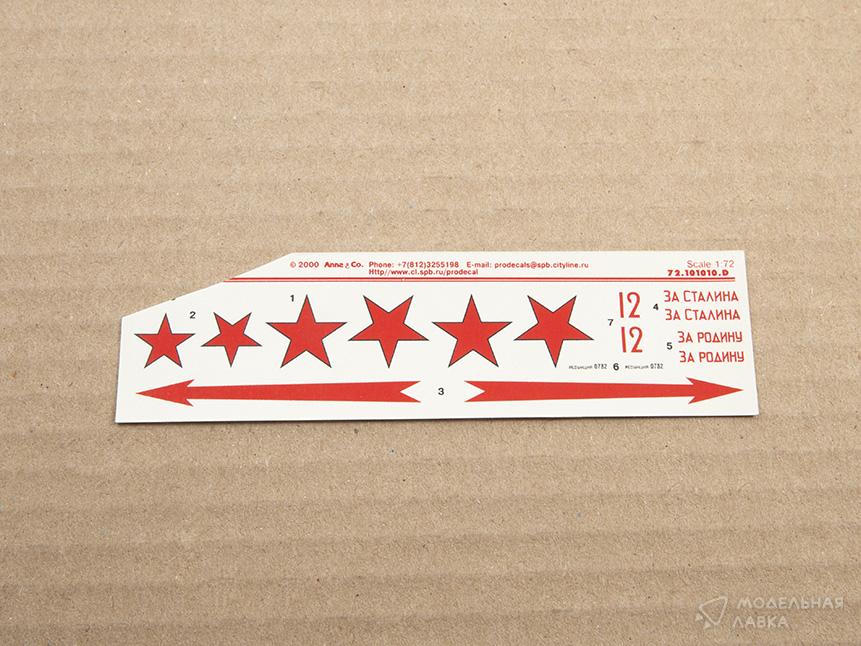 © 2000 Anna & Co. Phone: +7(812)3255198 E-mail: prodecals@spb.cityline.ru
Http//www.cl.spb.ru/prodecal
Scale 1:72
72.101010.D
2
1
12
12
7
4
ЗА СТАЛИНА
ЗА СТАЛИНА
5
ЗА РОДИНУ
ЗА РОДИНУ
0732 6 0732
3
МОДЕЛЬНАЯ
ЛАВКА